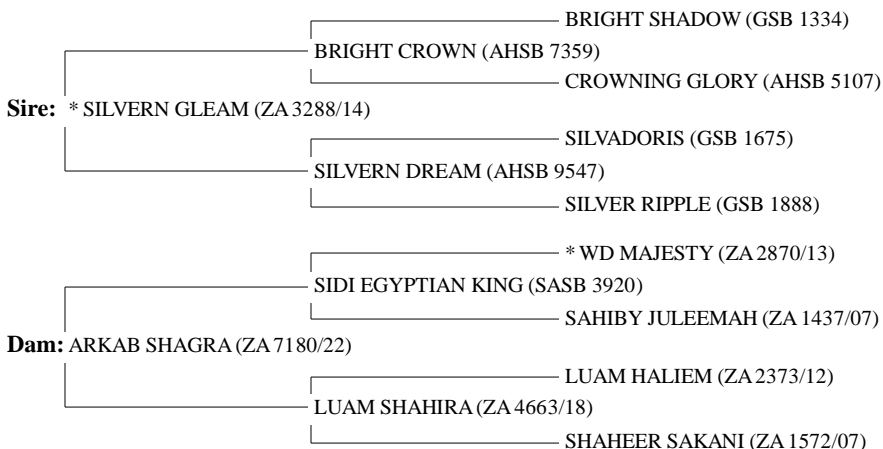 BRIGHT SHADOW (GSB 1334)
BRIGHT CROWN (AHSB 7359)
CROWNING GLORY (AHSB 5107)
Sire: * SILVERN GLEAM (ZA 3288/14)
SILVADORIS (GSB 1675)
SILVERN DREAM (AHSB 9547)
SILVER RIPPLE (GSB 1888)
* WD MAJESTY (ZA 2870/13)
SIDI EGYPTIAN KING (SASB 3920)
SAHIBY JULEEMAH (ZA 1437/07)
Dam: ARKAB SHAGRA (ZA 7180/22)
LUAM HALIEM (ZA 2373/12)
LUAM SHAHIRA (ZA 4663/18)
SHAHEER SAKANI (ZA 1572/07)